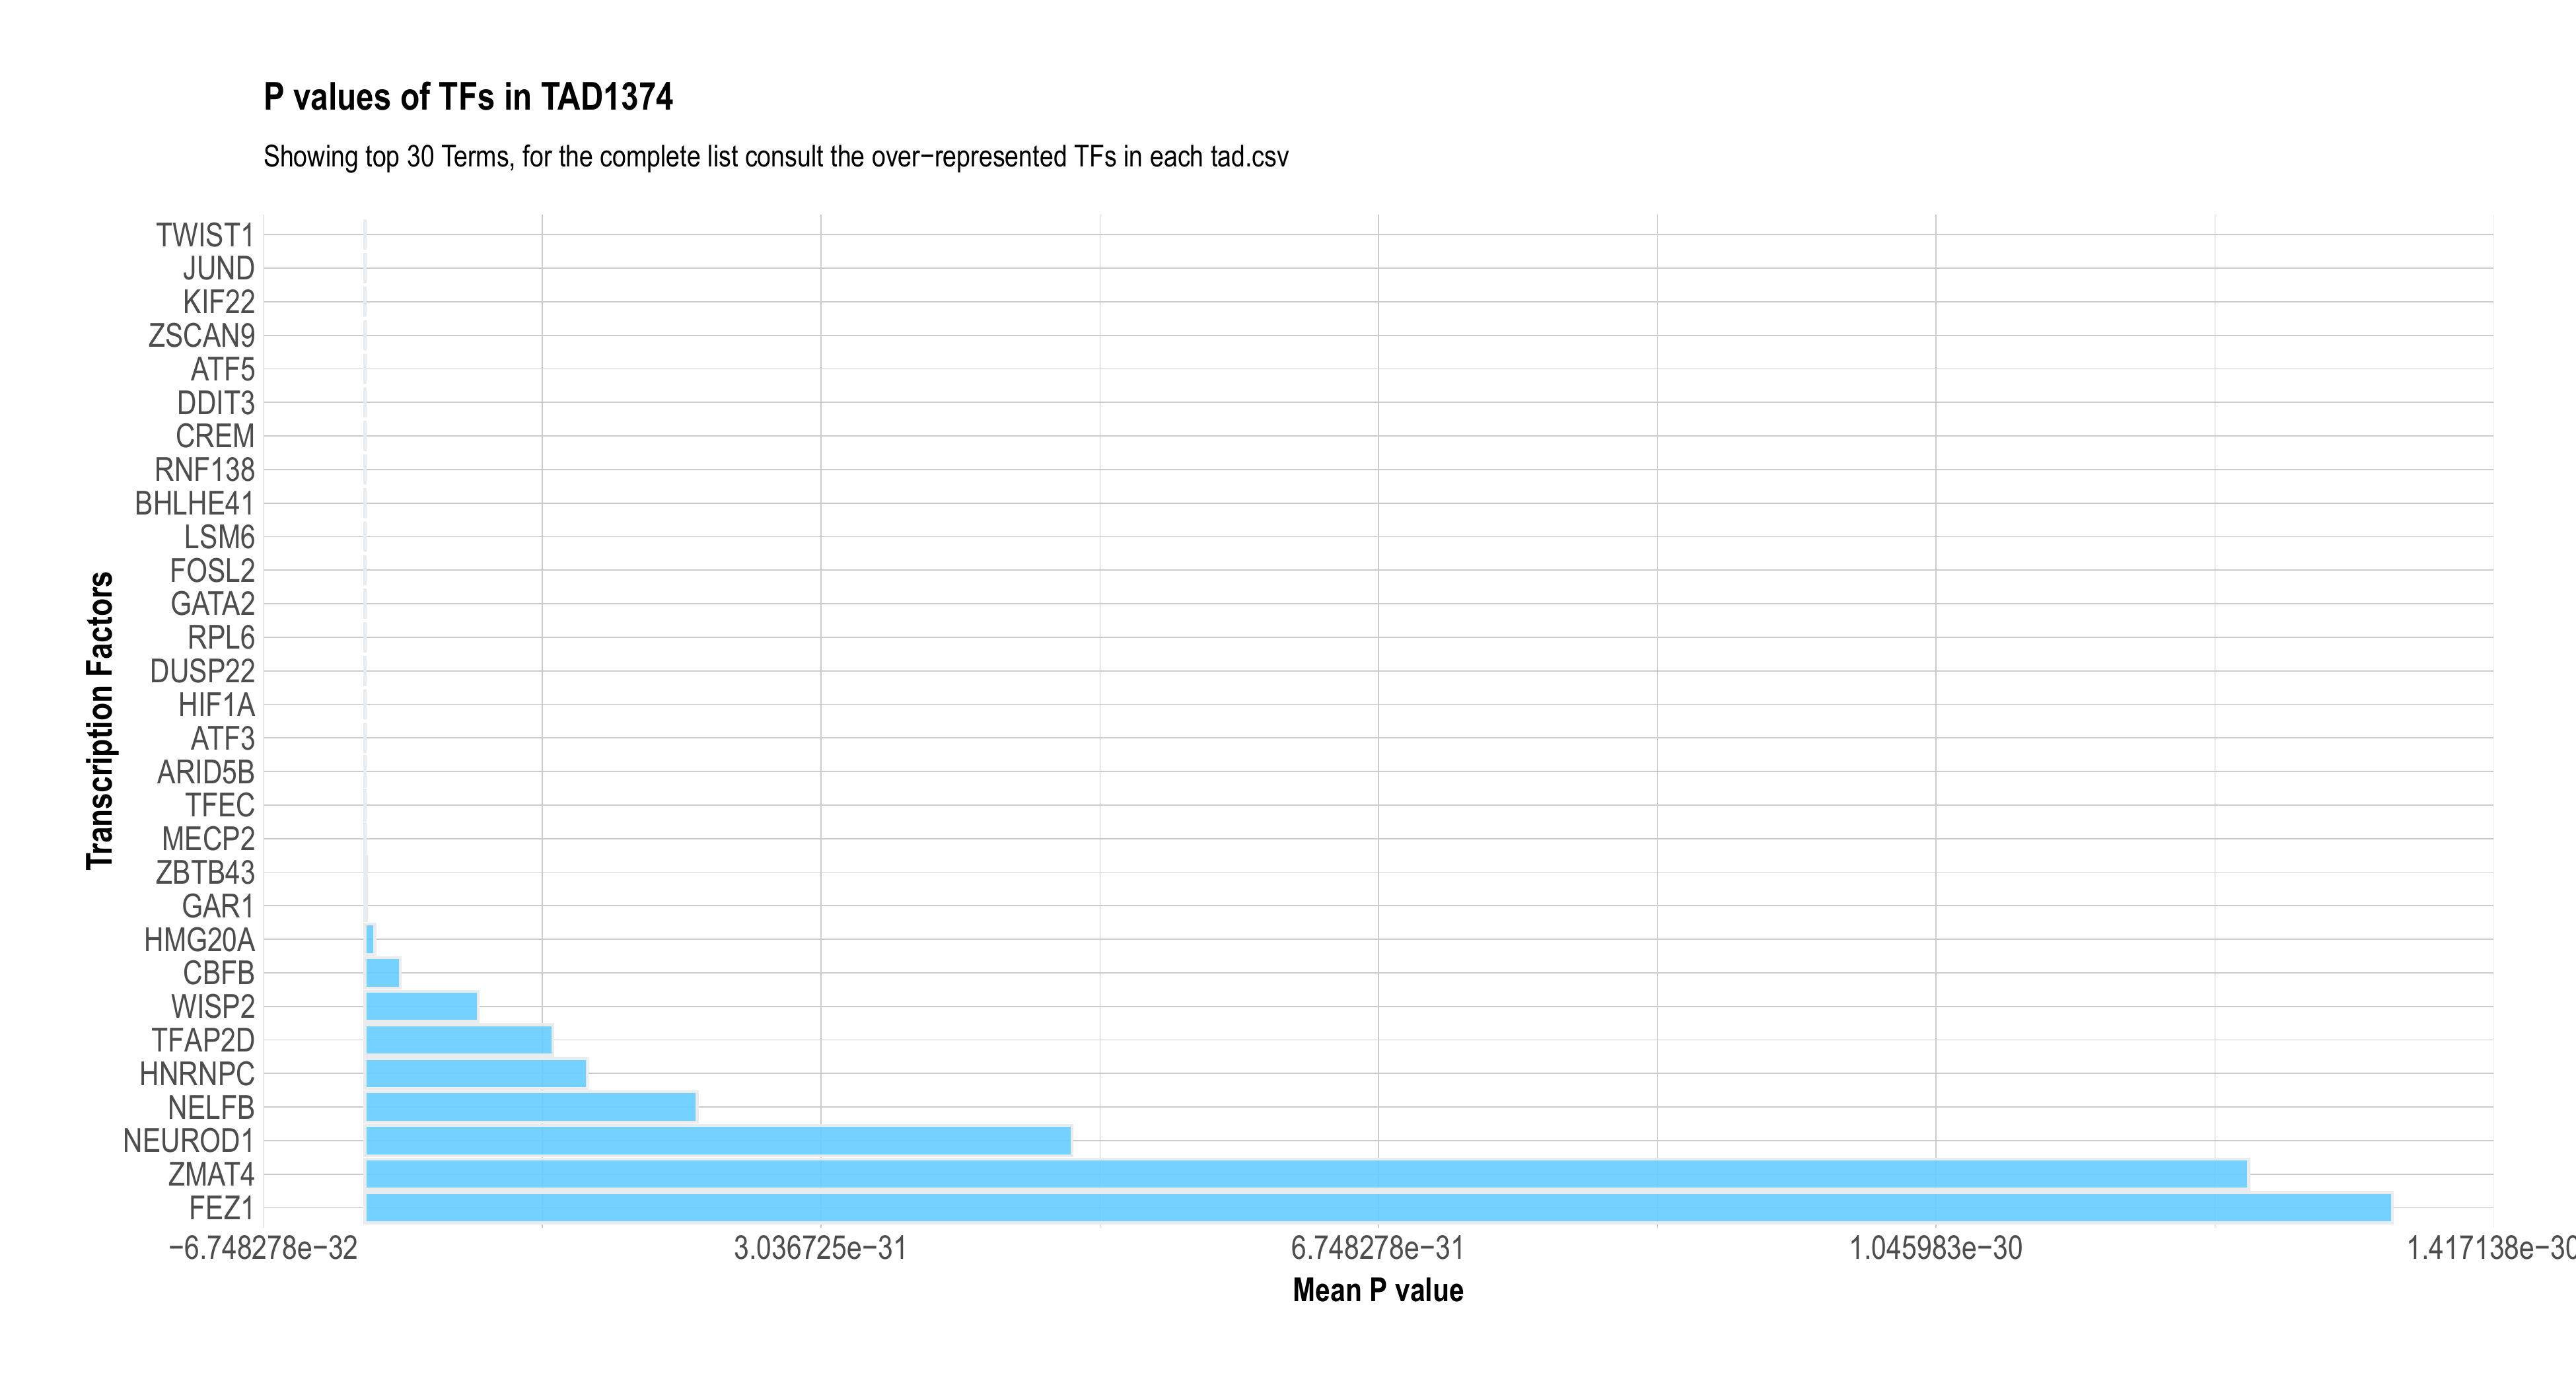 P values of TFs in TAD1374
Showing top 30 Terms, for the complete list consult the over−represented TFs in each tad.csv
Transcription Factors
TWIST1
JUND
KIF22
ZSCAN9
ATF5
DDIT3
CREM
RNF138
BHLHE41
LSM6
FOSL2
GATA2
RPL6
DUSP22
HIF1A
ATF3
ARID5B
TFEC
MECP2
ZBTB43
GAR1
HMG20A
CBFB
WISP2
TFAP2D
HNRNPC
NELFB
NEUROD1
ZMAT4
FEZ1
−6.748278e−32 3.036725e−31 6.748278e−31 1.045983e−30 1.417138e−30
Mean P value